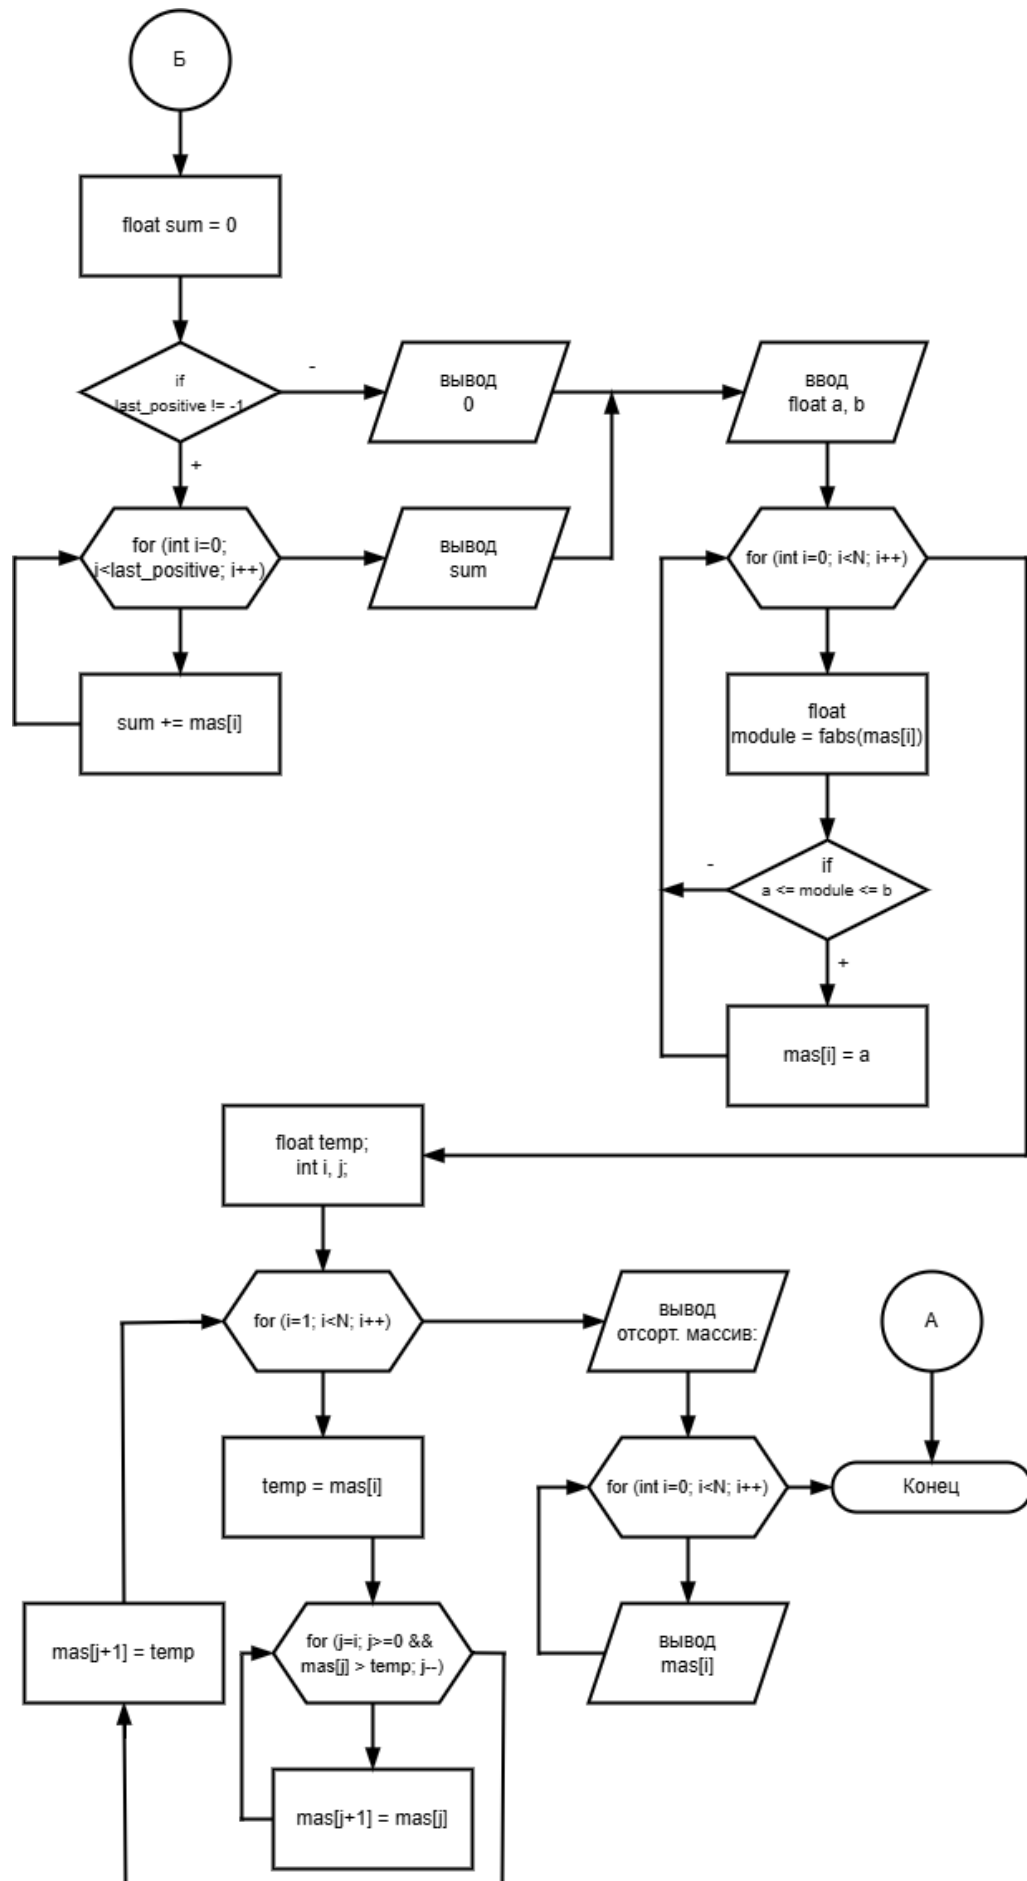 Б
float sum = 0
if
last_positive != -1
-
+
вывод
0
ввод
float a, b
for (int i=0;
i<last_positive; i++)
вывод
sum
for (int i=0; i<N; i++)
sum += mas[i]
float
module = fabs(mas[i])
if
a <= module <= b
-
+
mas[i] = a
float temp;
int i, j;
for (i=1; i<N; i++)
вывод
отсорт. массив:
А
temp = mas[i]
for (int i=0; i<N; i++)
Конец
mas[j+1] = temp
for (j=i; j>=0 &&
mas[j] > temp; j--)
вывод
mas[i]
mas[j+1] = mas[j]